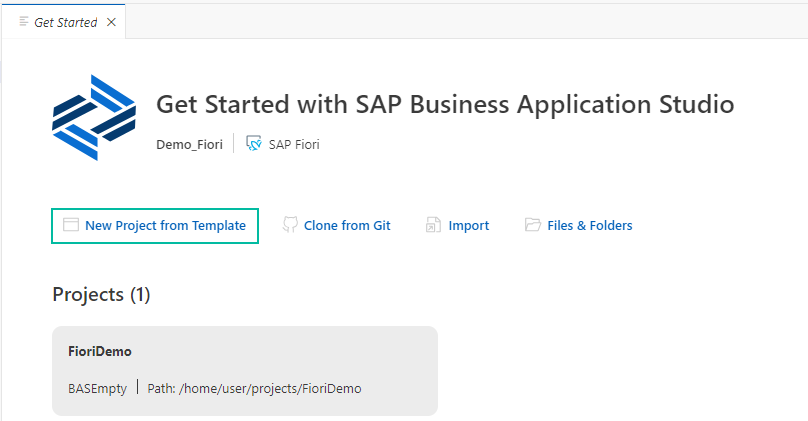 Get Started
Get Started with SAP Business Application Studio
Demo_Fiori SAP Fiori
New Project from Template Clone from Git Import Files & Folders
Projects (1)
FioriDemo
BASEmpty Path: /home/user/projects/FioriDemo